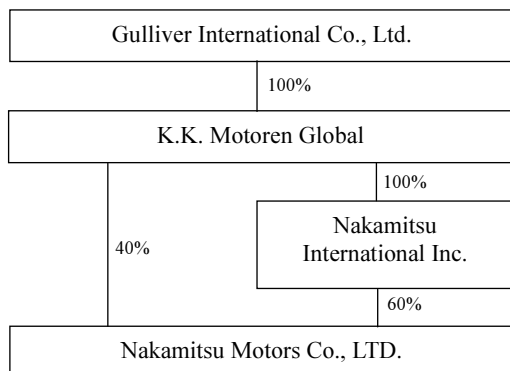 Gulliver International Co., Ltd.
100%
K.K. Motoren Global
100%
40%
Nakamitsu
International Inc.
60%
Nakamitsu Motors Co., LTD.